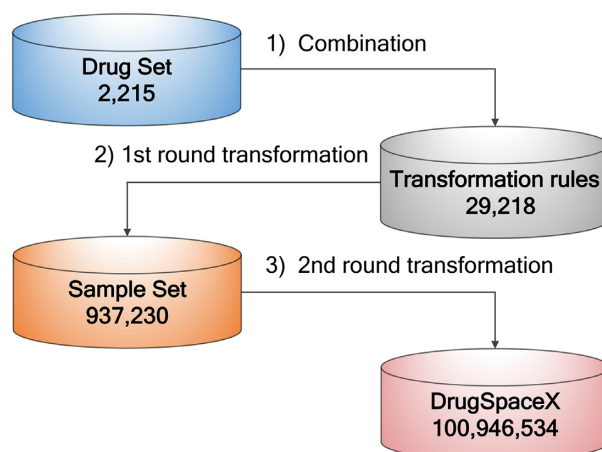 1) Combination
Drug Set
2,215
2) 1st round transformation
Transformation rules
29,218
3) 2nd round transformation
Sample Set
937,230
DrugSpaceX
100,946,534